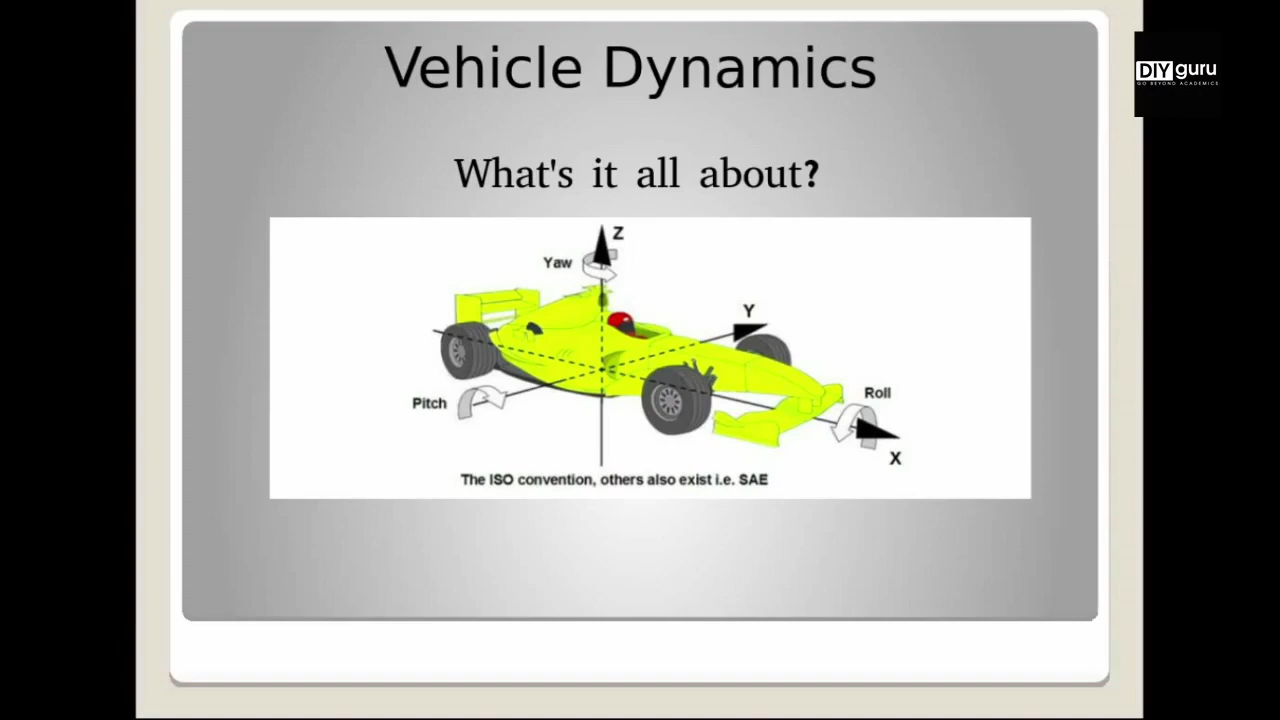 Vehicle Dynamics
DIY guru
GO BEYOND ACADEMICS
What's it all about?
Z
Yaw
Y
Pitch
Roll
X
The ISO convention, others also exist i.e. SAE